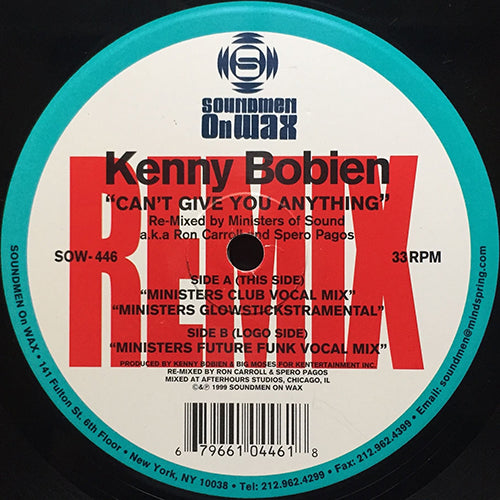 SOUNDMEN
On WAX
REMIX
Kenny Bobien
"CAN'T GIVE YOU ANYTHING"
Re-Mixed by Ministers of Sound
a.k.a Ron Carroll and Spero Pagos
SOW-446
33RPM
SIDE A (THIS SIDE)
"MINISTERS CLUB VOCAL MIX"
"MINISTERS GLOWSTICKSTRAMENTAL"
SIDE B (LOGO SIDE)
"MINISTERS FUTURE FUNK VOCAL MIX"
PRODUCED BY KENNY BOBIEN & BIG MOSES FOR KENTERTAINMENT INC.
RE-MIXED BY RON CARROLL & SPERO PAGOS
MIXED AT AFTERHOURS STUDIOS, CHICAGO, IL
©&℗ 1999 SOUNDMEN ON WAX
6 79661 04461 8
SOUNDMEN On WAX • 141 Fulton St. 6th Floor • New York, NY 10038 • Tel: 212.962.4299 • Fax: 212.962.4399 • Email: soundmen@mindspring.com